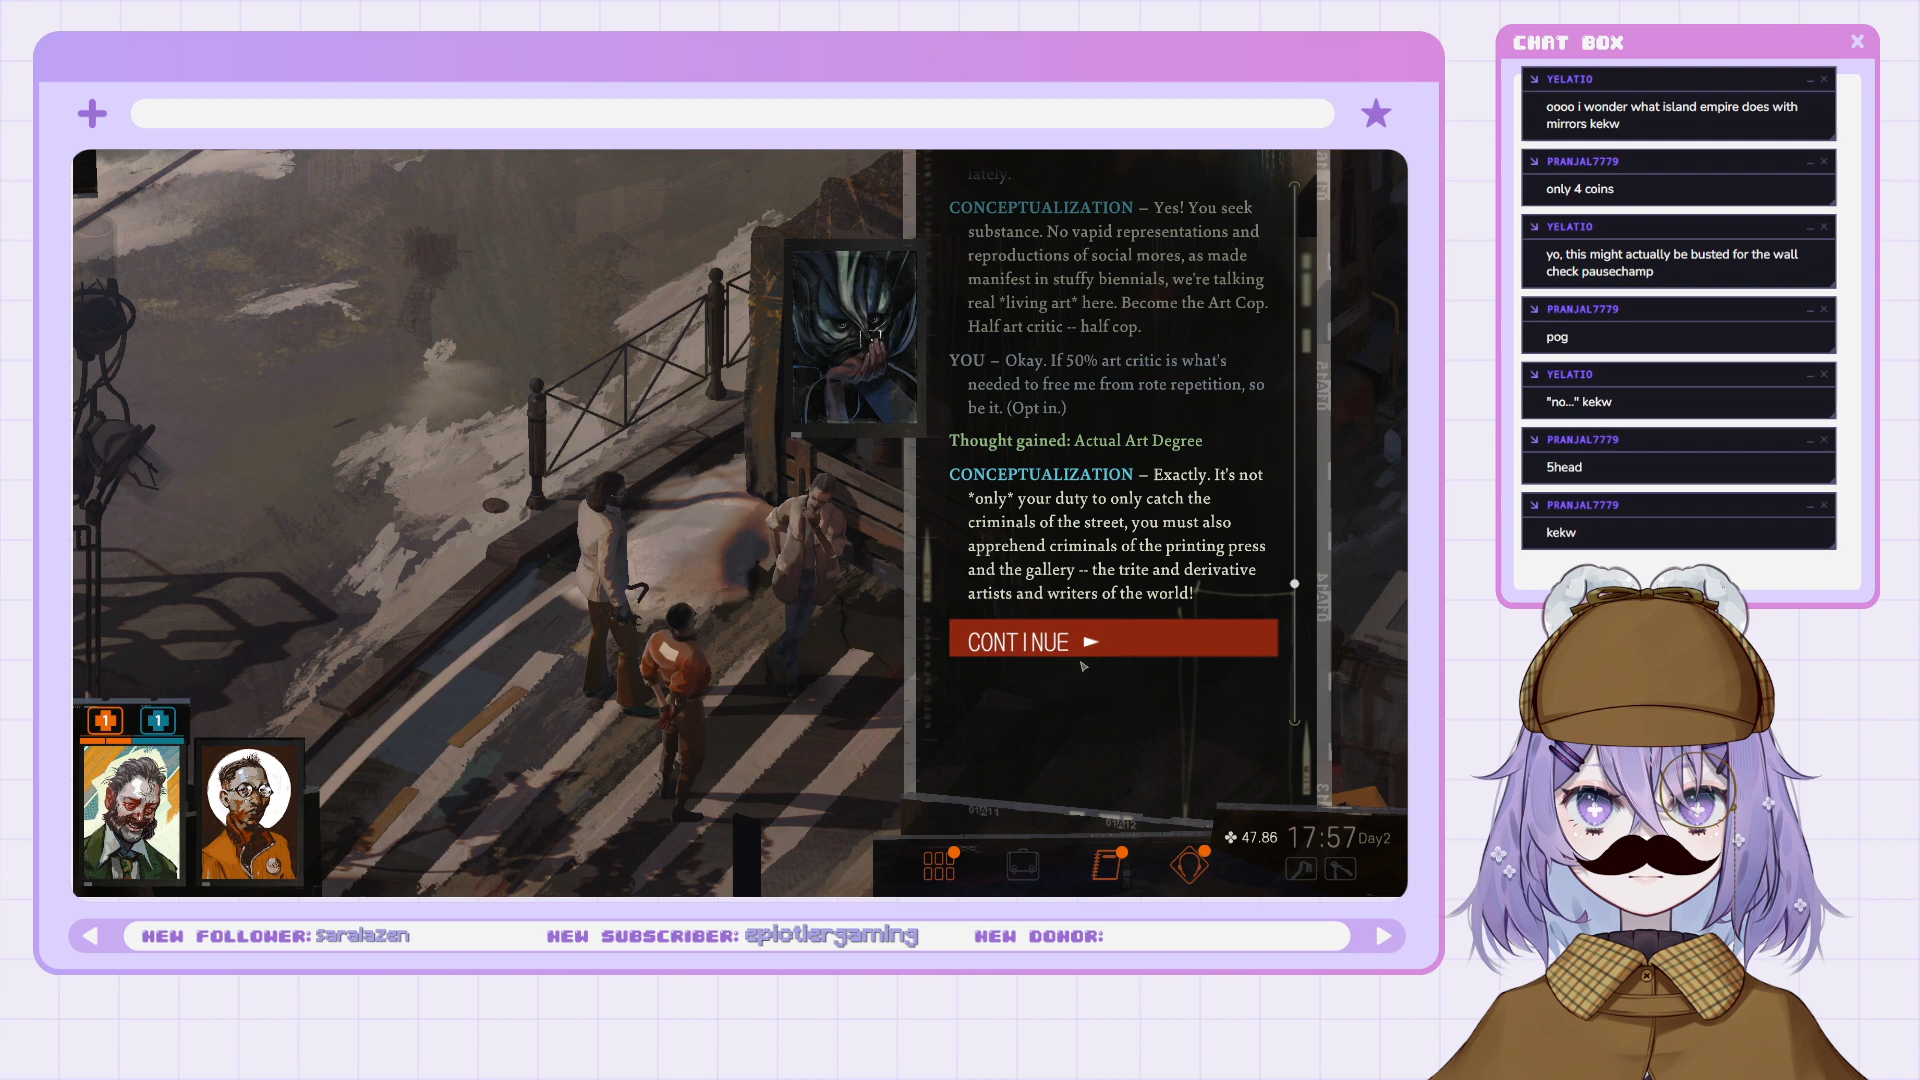 CHAT BOX
YELATIO
oooo i wonder what island empire does with
mirrors kekw
PRANJAL7779
only 4 coins
YELATIO
yo, this might actually be busted for the wall
check pausechamp
PRANJAL7779
pog
YELATIO
"no..." kekw
PRANJAL7779
5head
PRANJAL7779
kekw
lately.
CONCEPTUALIZATION – Yes! You seek
substance. No vapid representations and
reproductions of social mores, as made
manifest in stuffy biennials, we're talking
real *living art* here. Become the Art Cop.
Half art critic -- half cop.
YOU – Okay. If 50% art critic is what's
needed to free me from rote repetition, so
be it. (Opt in.)
Thought gained: Actual Art Degree
CONCEPTUALIZATION – Exactly. It's not
*only* your duty to only catch the
criminals of the street, you must also
apprehend criminals of the printing press
and the gallery -- the trite and derivative
artists and writers of the world!
CONTINUE
01A11
01A12
1
1
47.86
17:57 Day2
NEW FOLLOWER: Saralazen
NEW SUBSCRIBER: eplotlergaming
NEW DONOR: